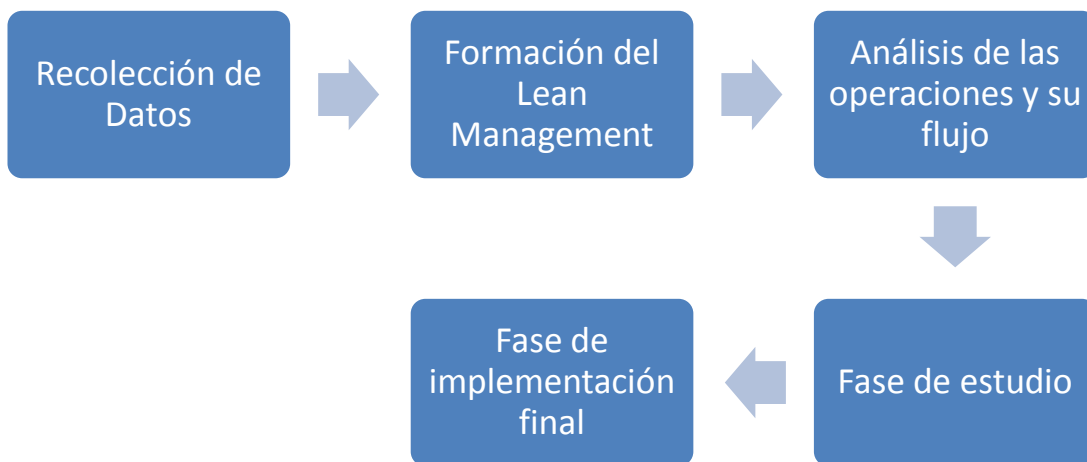 Recolección de
Datos
Formación del
Lean
Management
Análisis de las
operaciones y su
flujo
Fase de estudio
Fase de
implementación
final